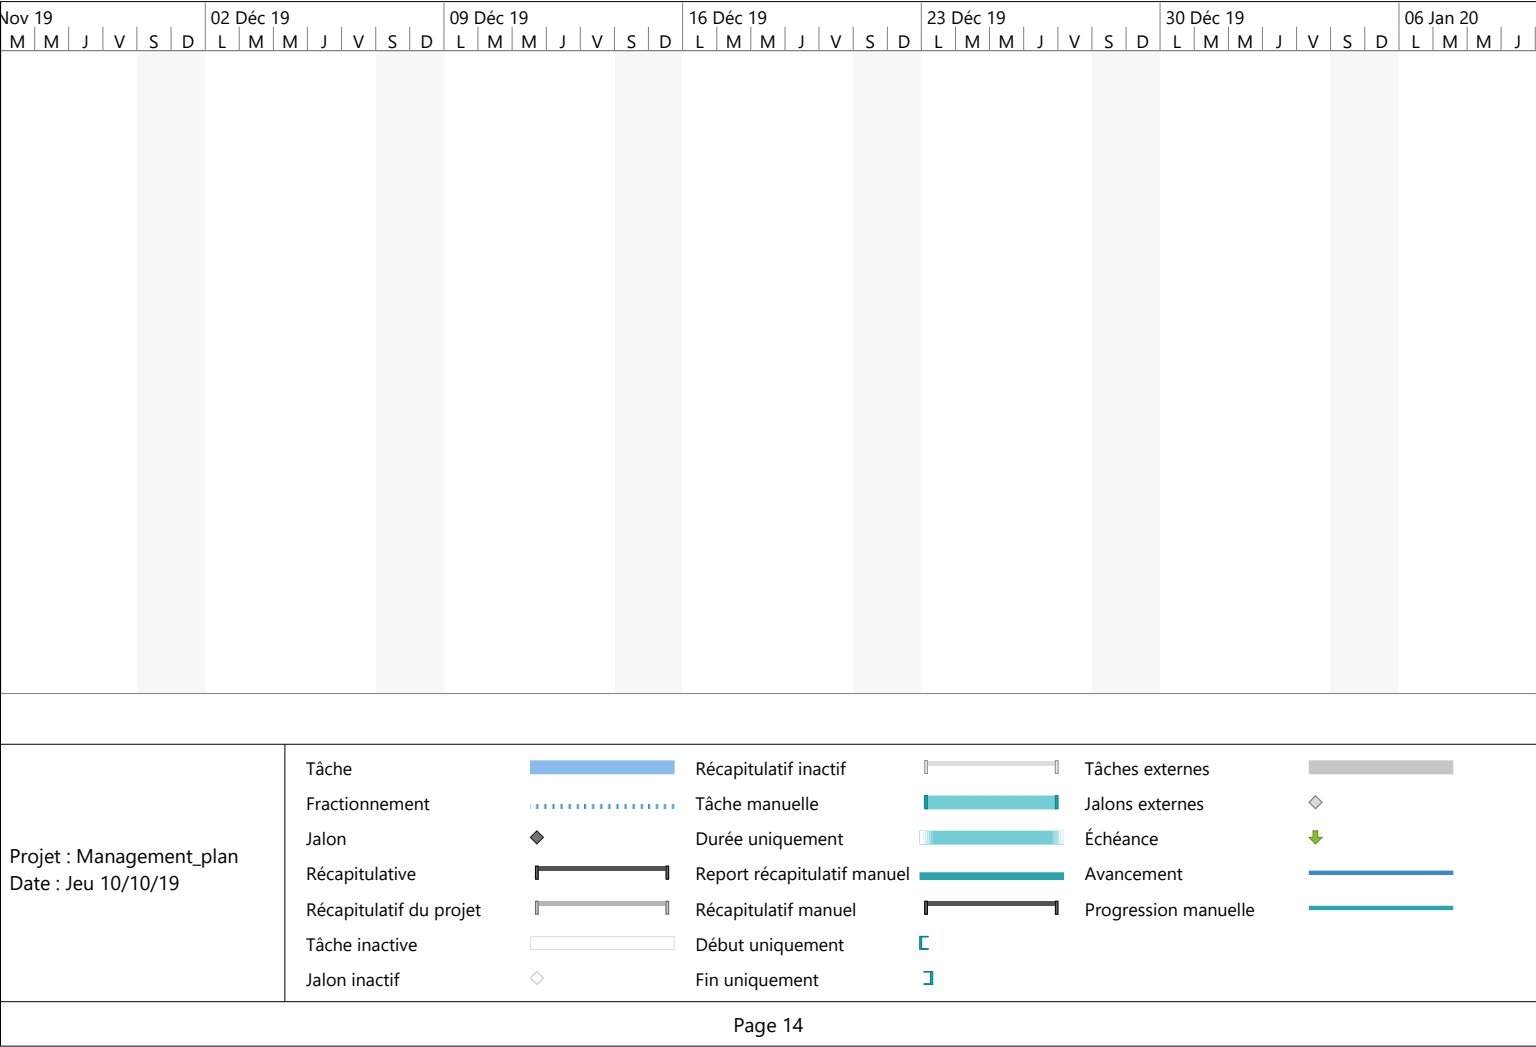 Nov 19 02 Déc 19 09 Déc 19 16 Déc 19 23 Déc 19 30 Déc 19 06 Jan 20
M M J V S D L M M J V S D L M M J V S D L M M J V S D L M M J V S D L M M J V S D L M M J
Tâche Récapitulatif inactif Tâches externes
Fractionnement Tâche manuelle Jalons externes
Jalon Durée uniquement Échéance
Projet : Management_plan
Date : Jeu 10/10/19
Récapitulative Report récapitulatif manuel Avancement
Récapitulatif du projet Récapitulatif manuel Progression manuelle
Tâche inactive Début uniquement
Jalon inactif Fin uniquement
Page 14